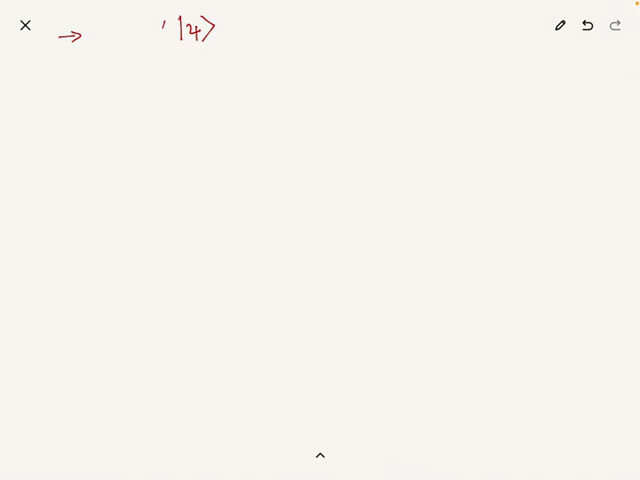 → ' |4⟩